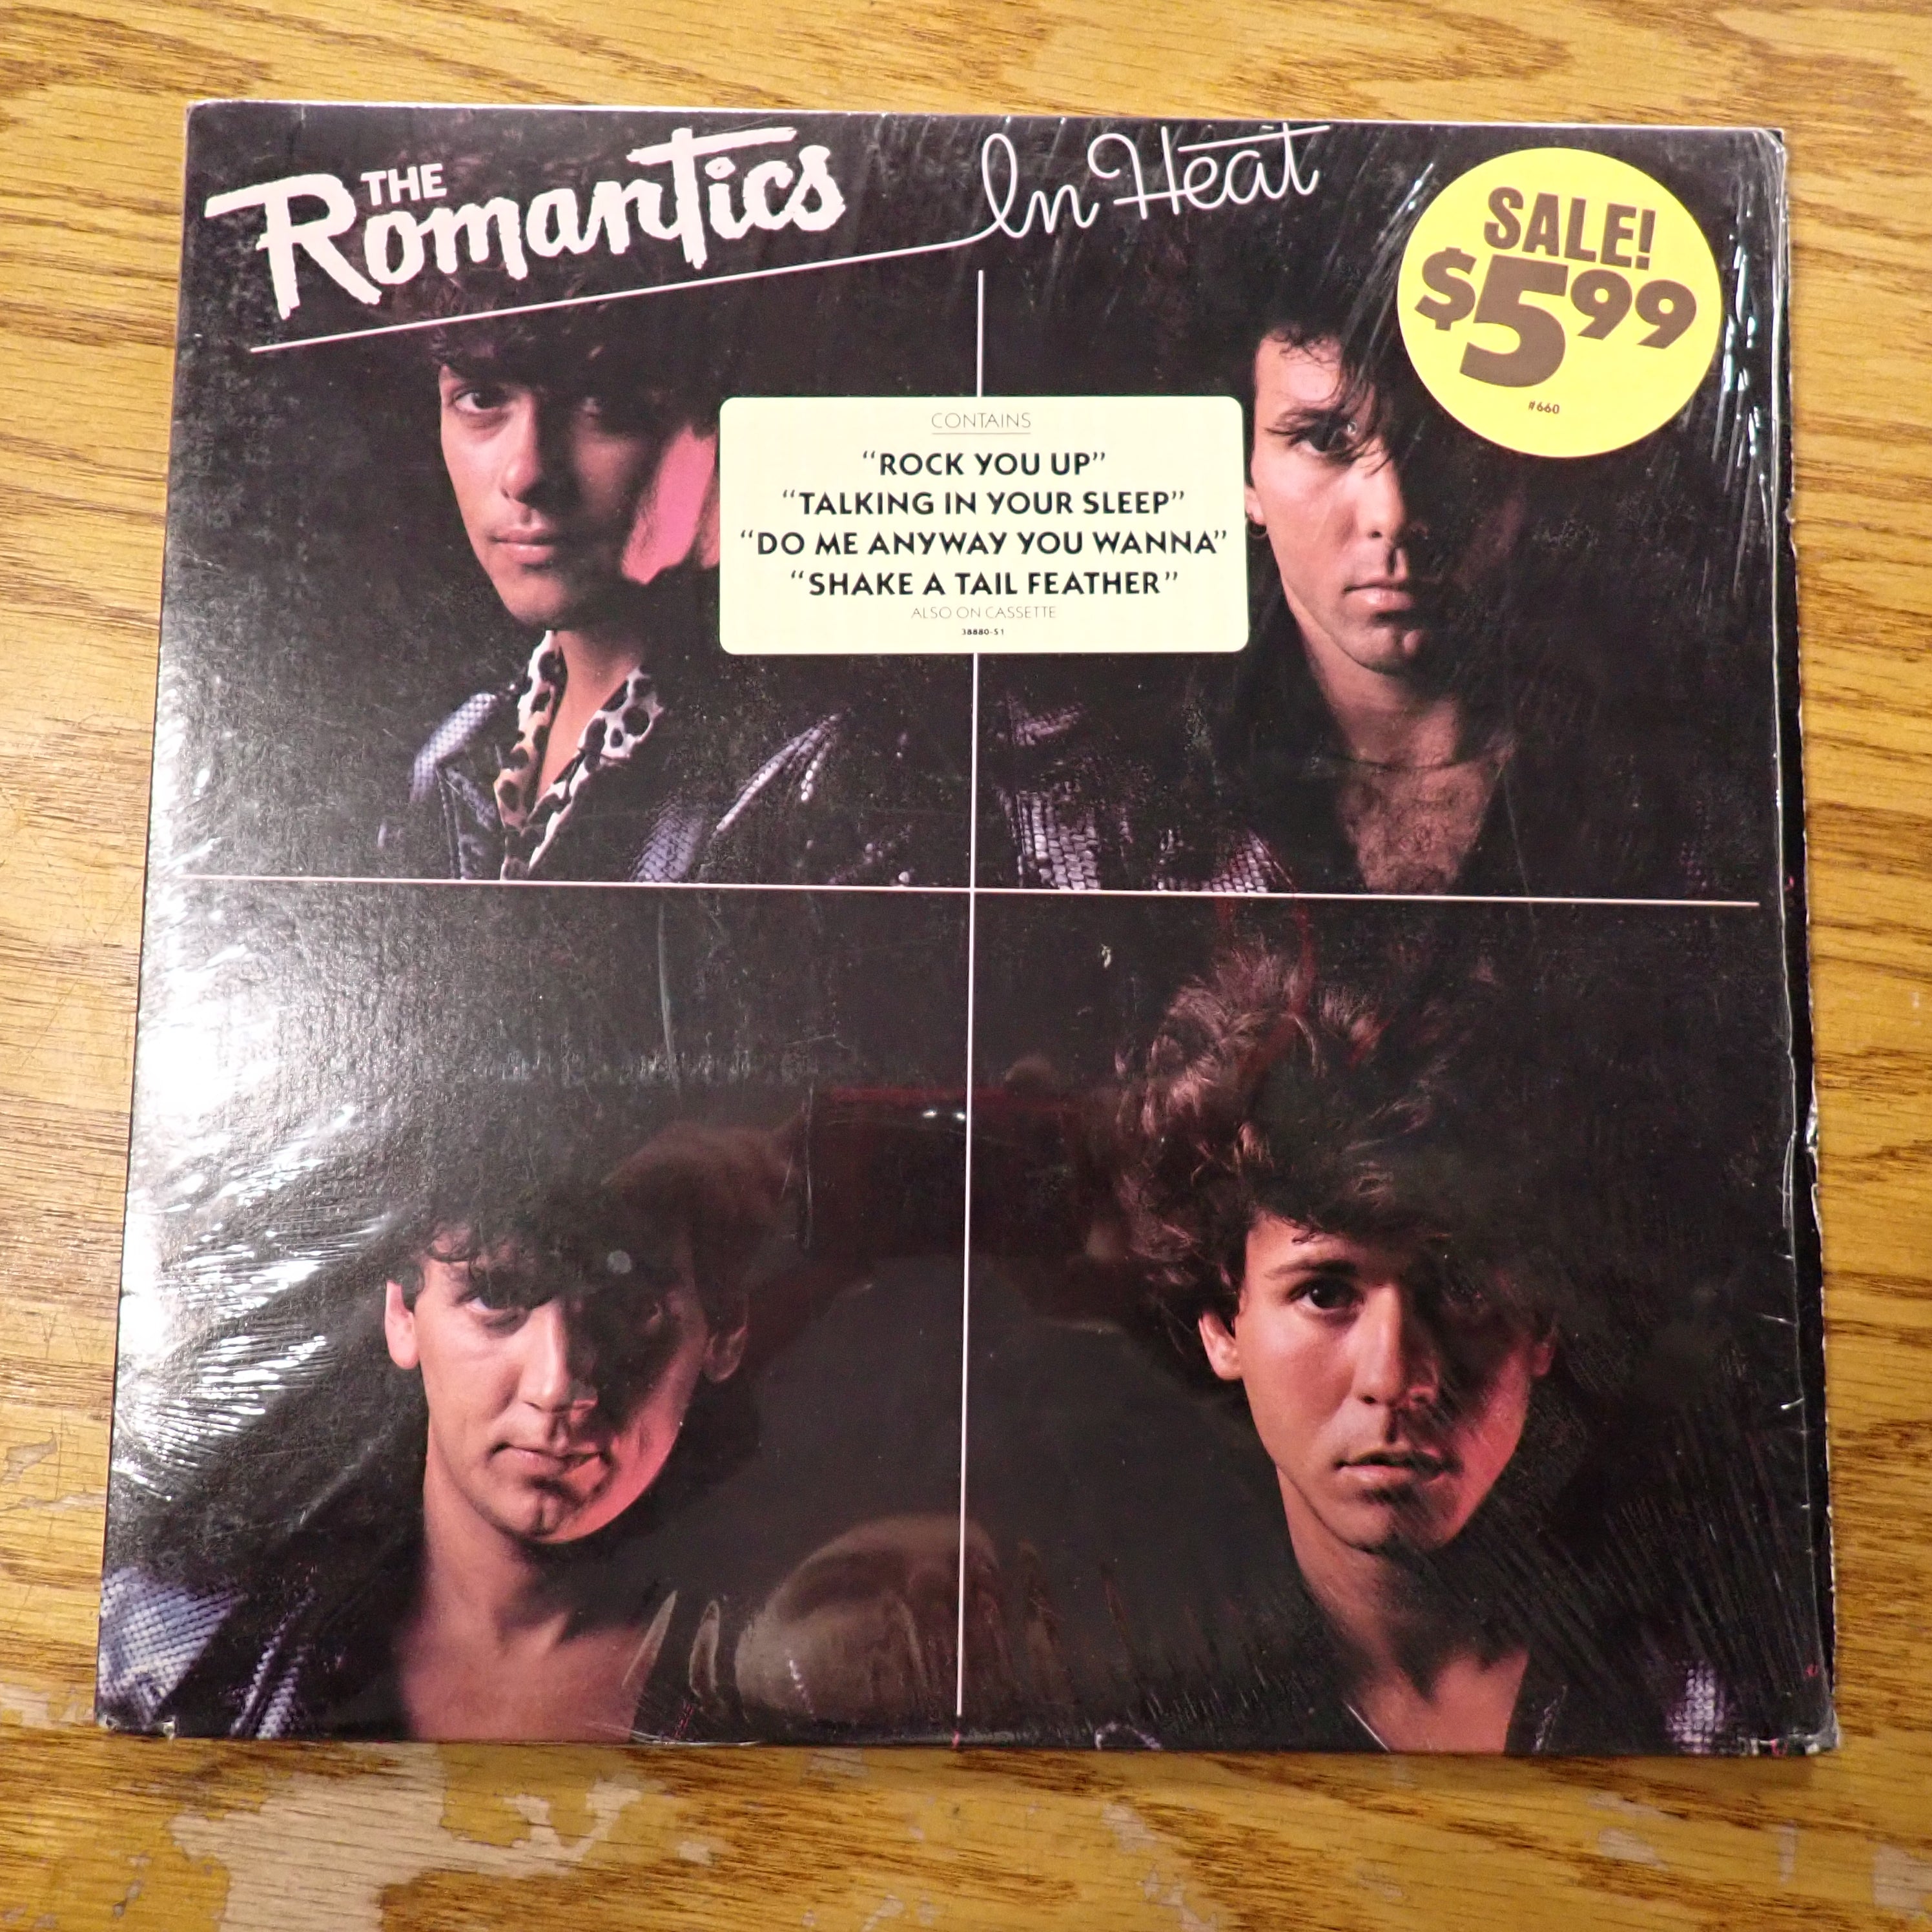 THE
Romantics
In Heat
SALE!
$5.99
#660
CONTAINS
“ROCK YOU UP”
“TALKING IN YOUR SLEEP”
“DO ME ANYWAY YOU WANNA”
“SHAKE A TAIL FEATHER”
ALSO ON CASSETTE
38880-S1